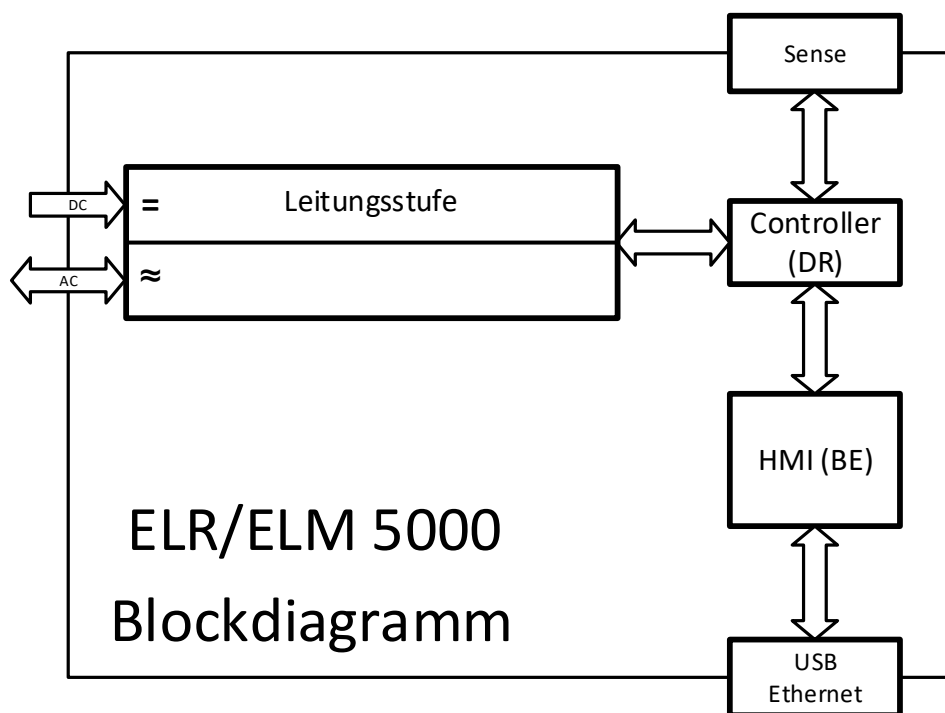 Sense
DC
=
Leitungsstufe
AC
≈
Controller
(DR)
HMI (BE)
ELR/ELM 5000
Blockdiagramm
USB
Ethernet